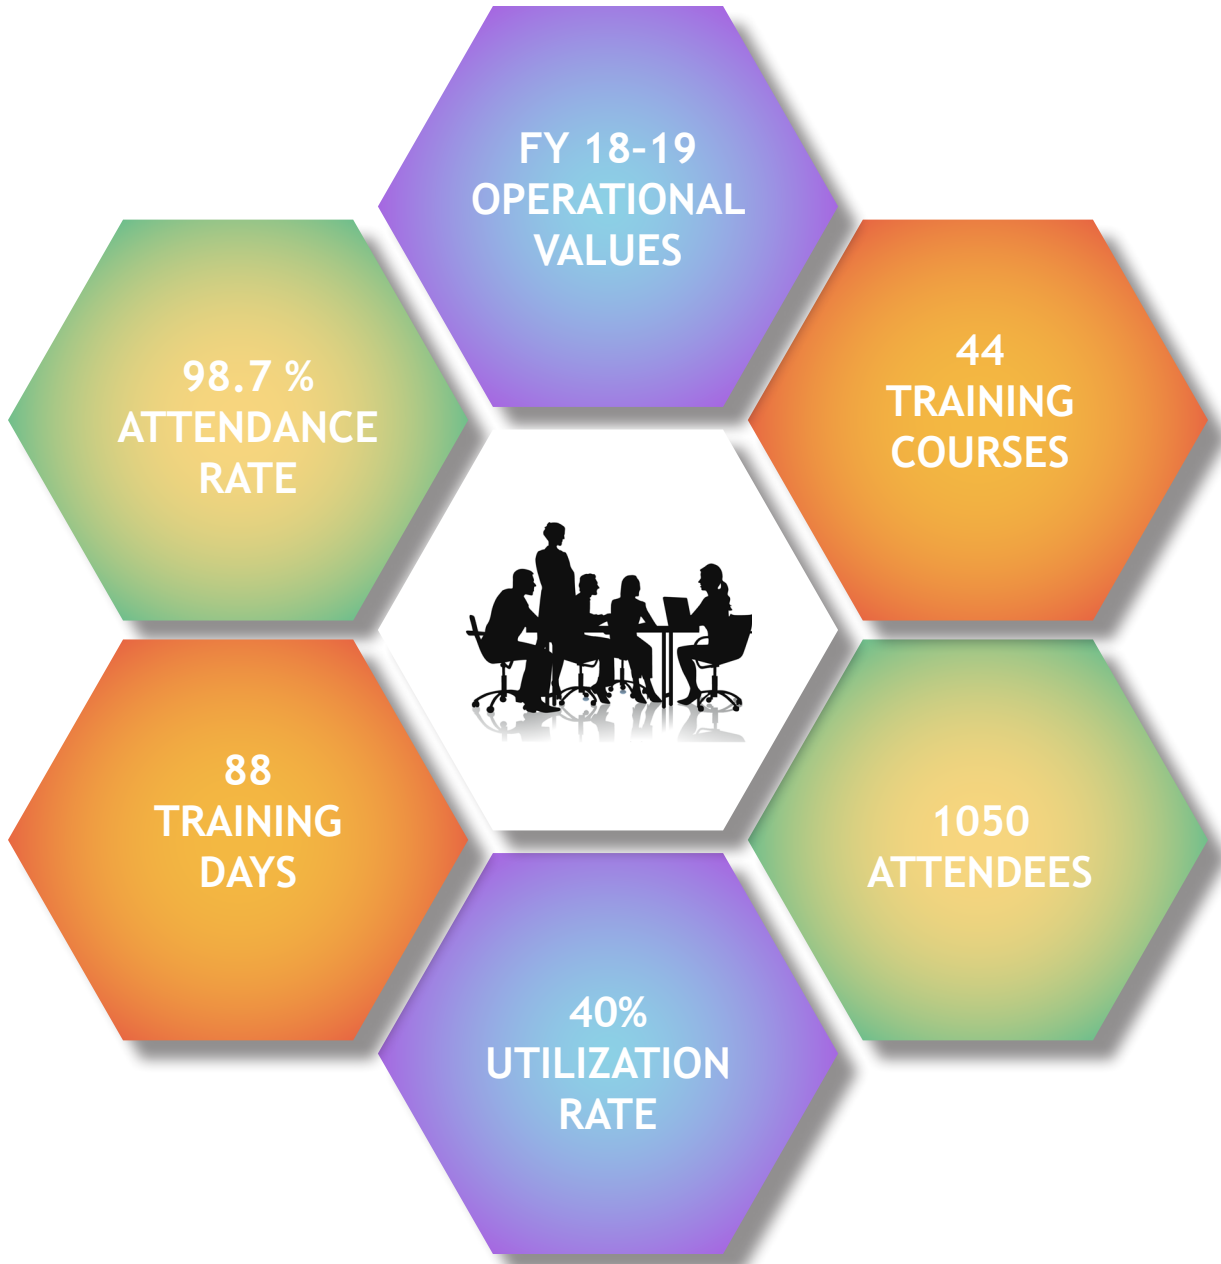 FY 18-19
OPERATIONAL
VALUES
44
TRAINING
COURSES
1050
ATTENDEES
40%
UTILIZATION
RATE
88
TRAINING
DAYS
98.7 %
ATTENDANCE
RATE